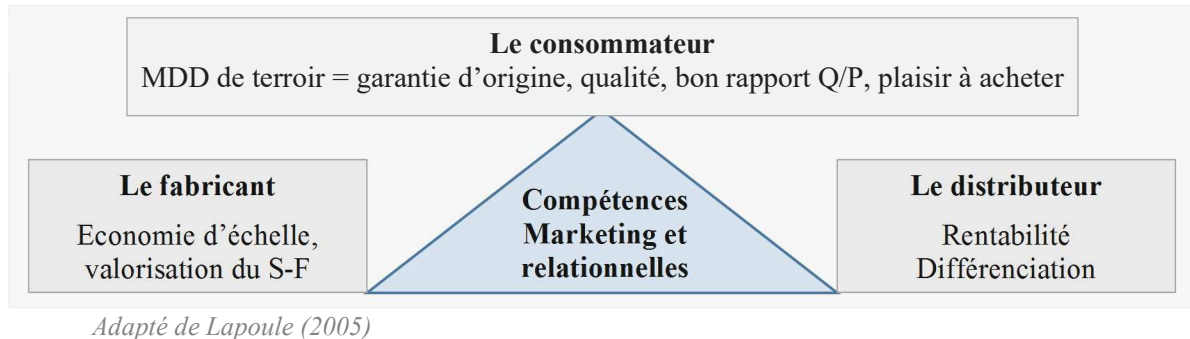 Le consommateur
MDD de terroir = garantie d’origine, qualité, bon rapport Q/P, plaisir à acheter
Le fabricant
Economie d’échelle,
valorisation du S-F
Compétences
Marketing et
relationnelles
Le distributeur
Rentabilité
Différenciation
Adapté de Lapoule (2005)